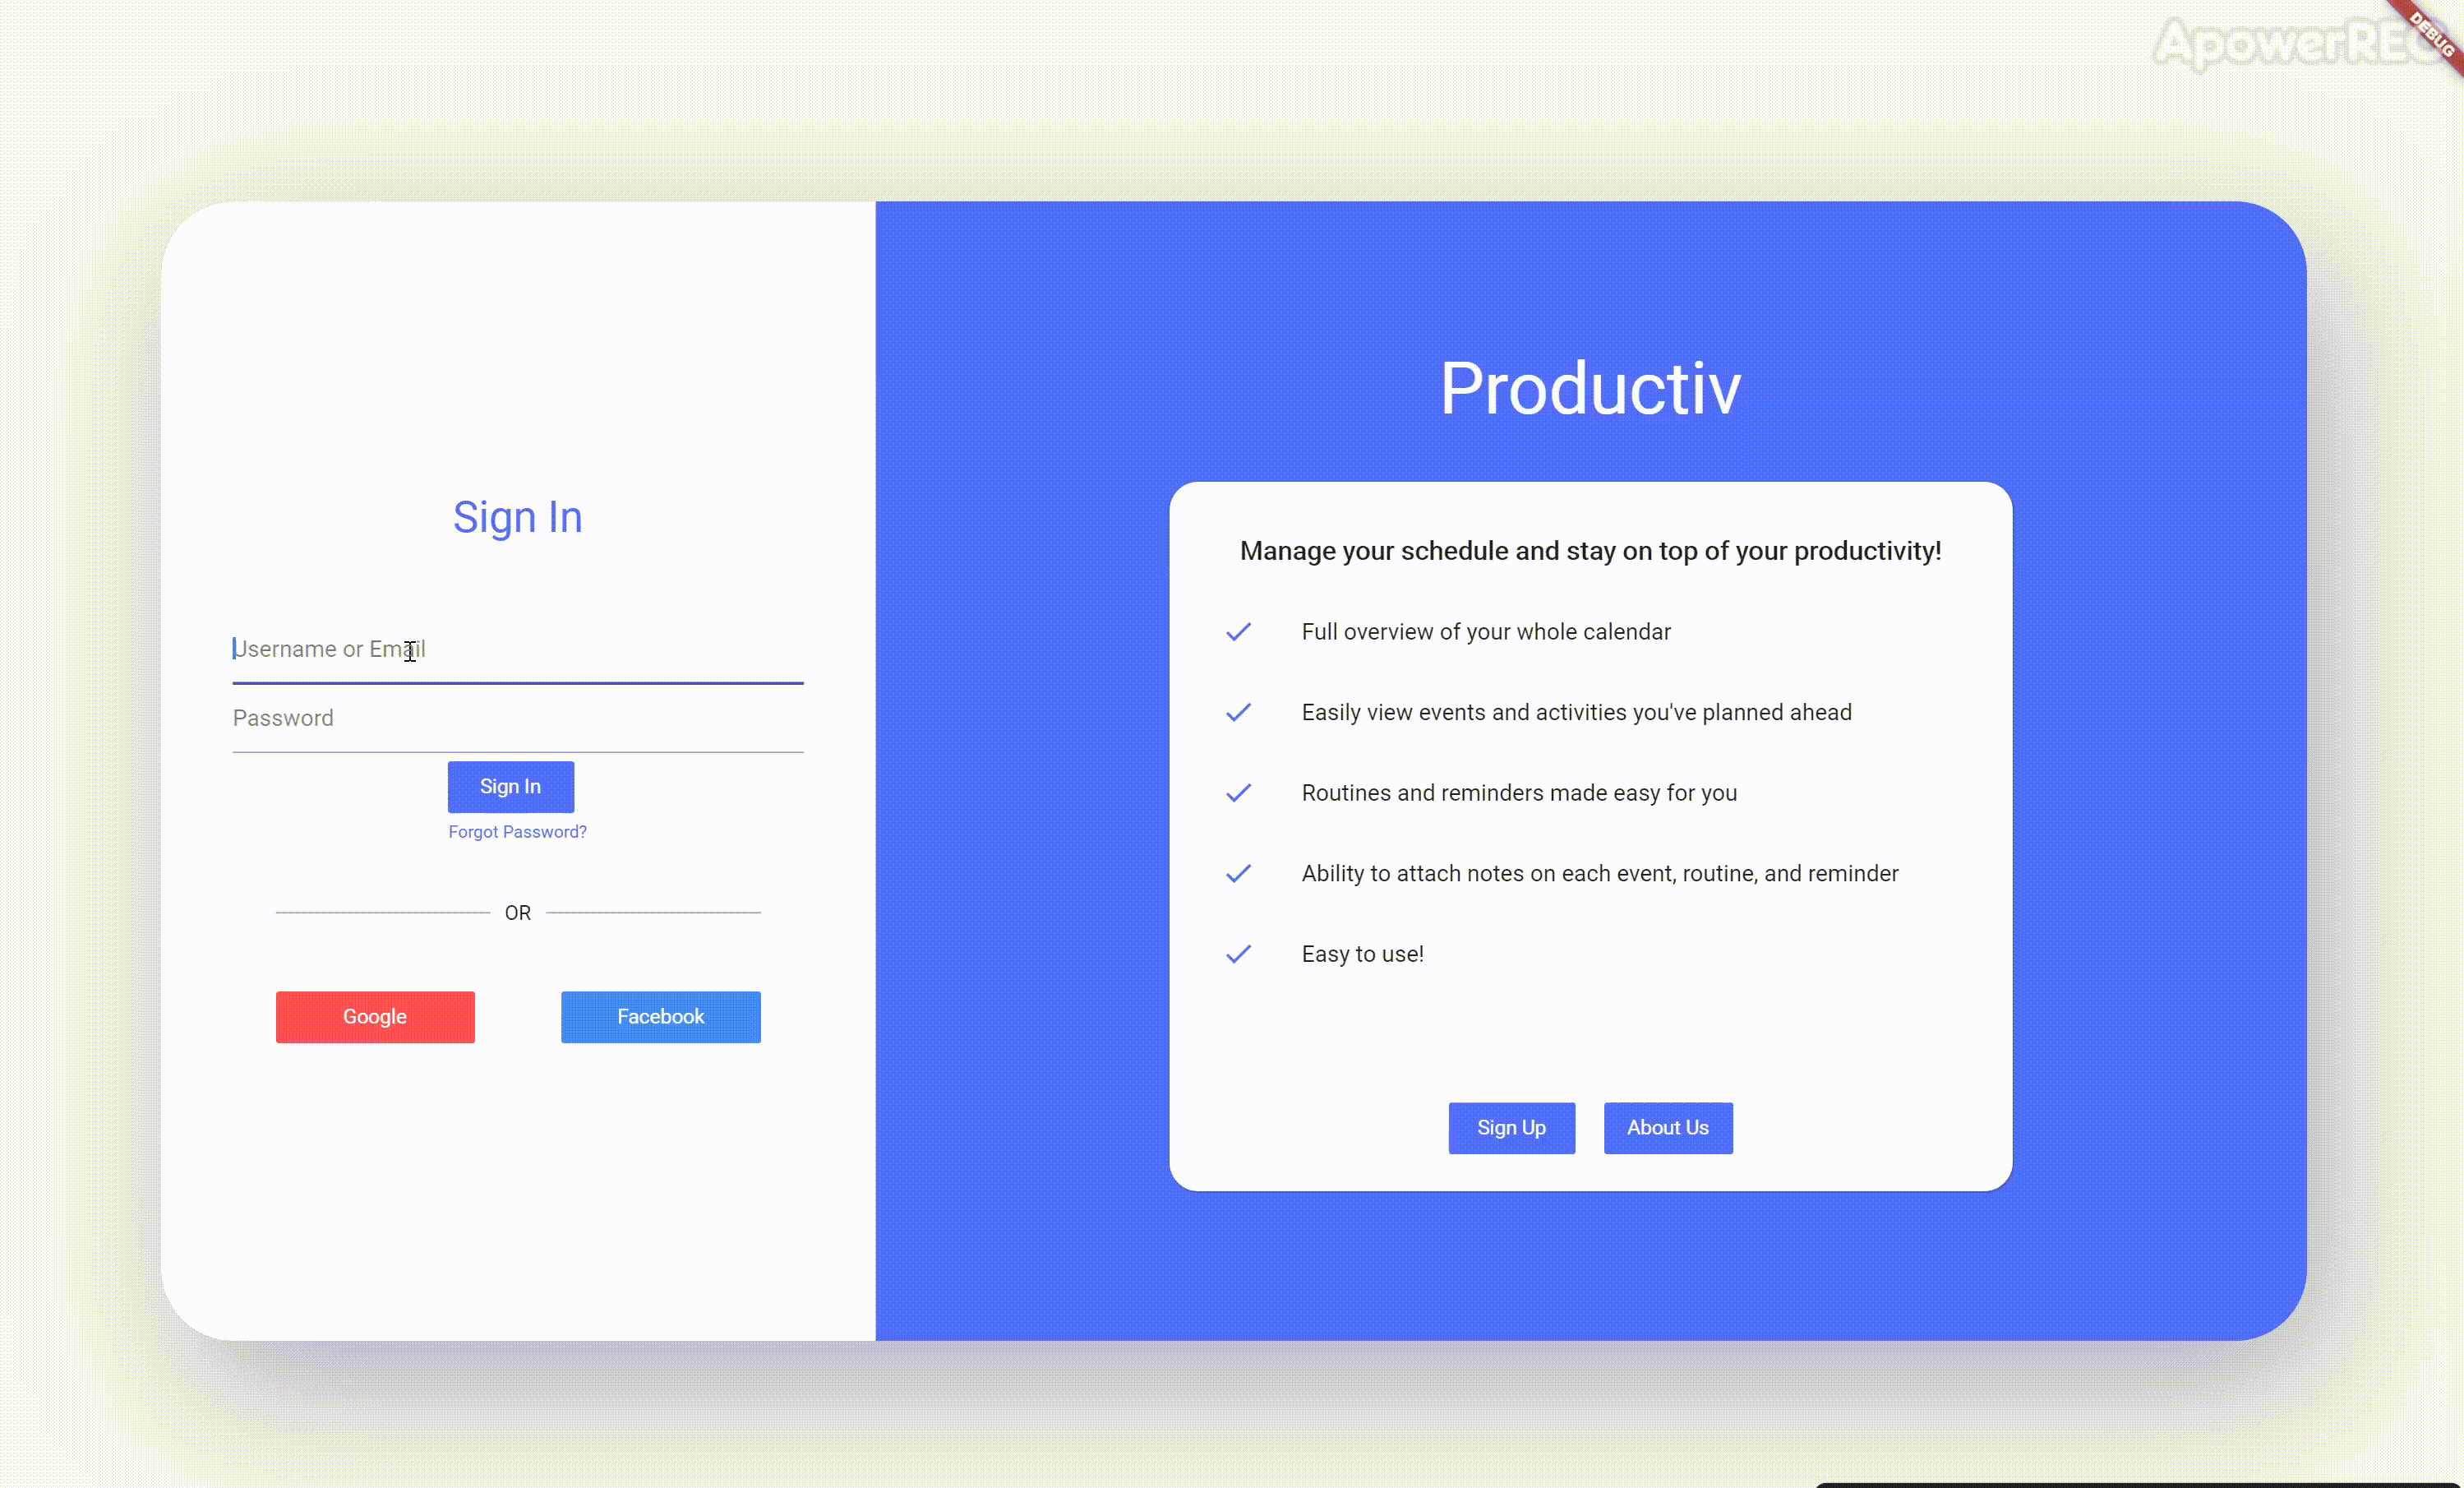 ApowerREC
DEBUG
Sign In
Username or Email
Password
Sign In
Forgot Password?
OR
Google
Facebook
Productiv
Manage your schedule and stay on top of your productivity!
Full overview of your whole calendar
Easily view events and activities you've planned ahead
Routines and reminders made easy for you
Ability to attach notes on each event, routine, and reminder
Easy to use!
Sign Up
About Us